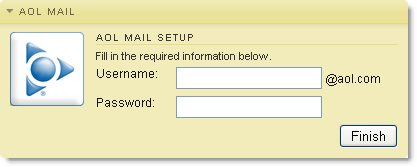 AOL MAIL
AOL MAIL SETUP
Fill in the required information below.
Username: @aol.com
Password:
Finish